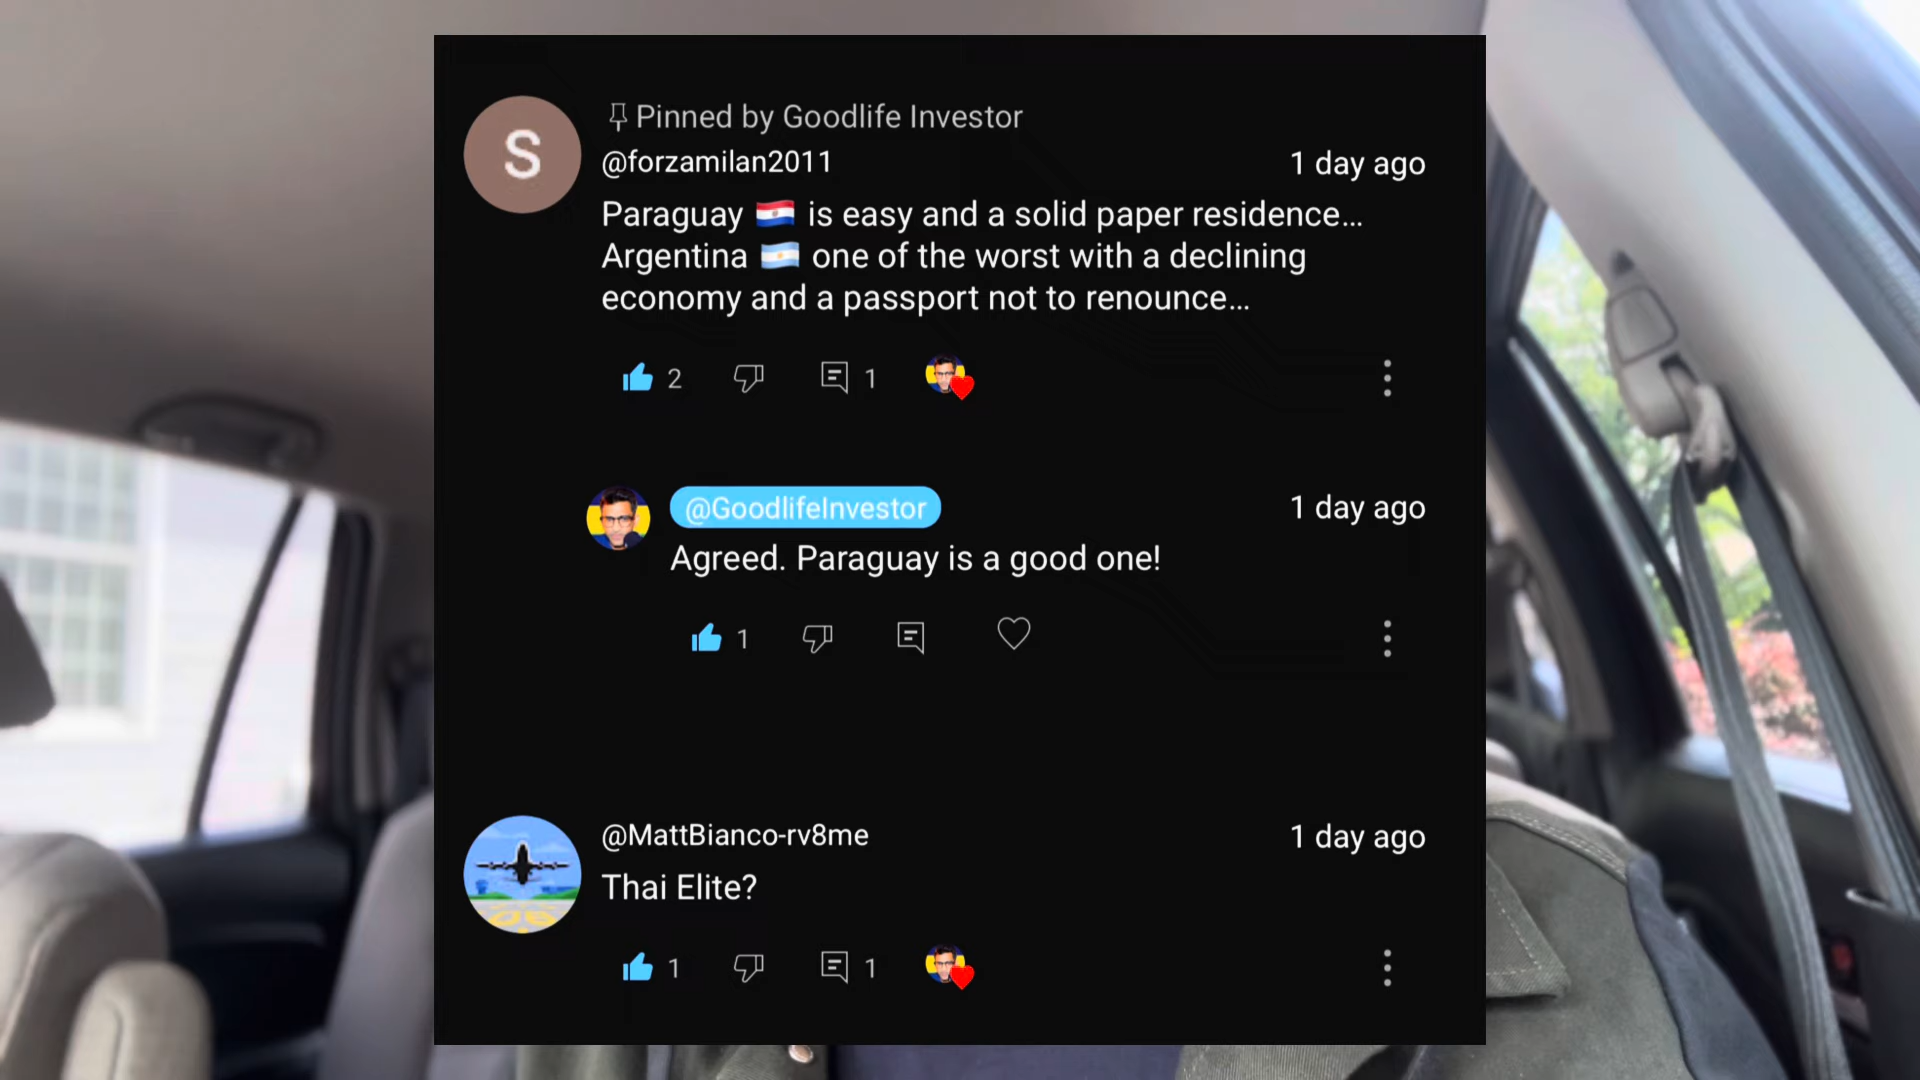 Pinned by Goodlife Investor
@forzamilan2011
1 day ago
Paraguay 🇵🇾 is easy and a solid paper residence...
Argentina 🇦🇷 one of the worst with a declining
economy and a passport not to renounce...
2
1
@GoodlifeInvestor
1 day ago
Agreed. Paraguay is a good one!
1
@MattBianco-rv8me
1 day ago
Thai Elite?
1
1
S